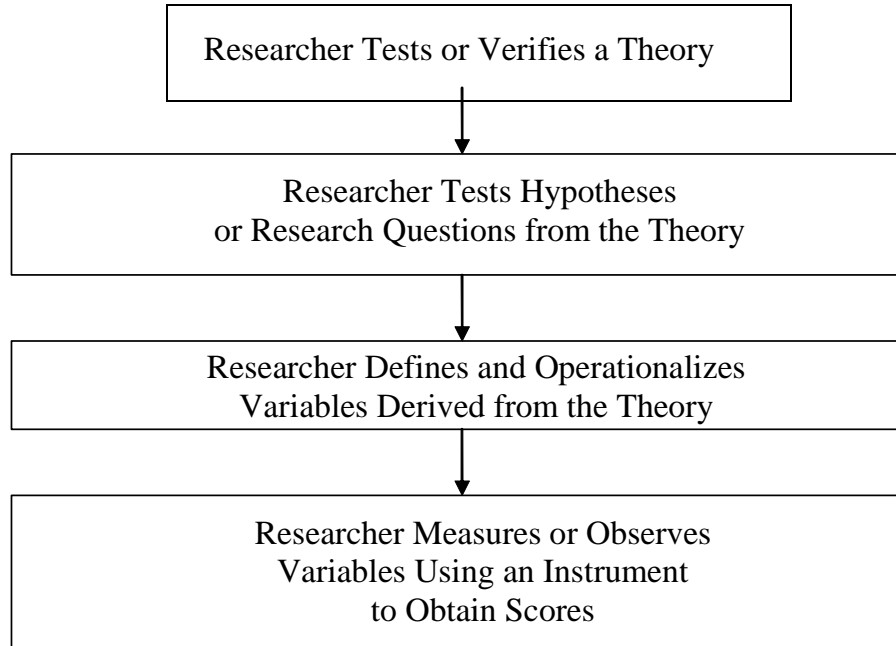 Researcher Tests or Verifies a Theory
Researcher Tests Hypotheses
or Research Questions from the Theory
Researcher Defines and Operationalizes
Variables Derived from the Theory
Researcher Measures or Observes
Variables Using an Instrument
to Obtain Scores